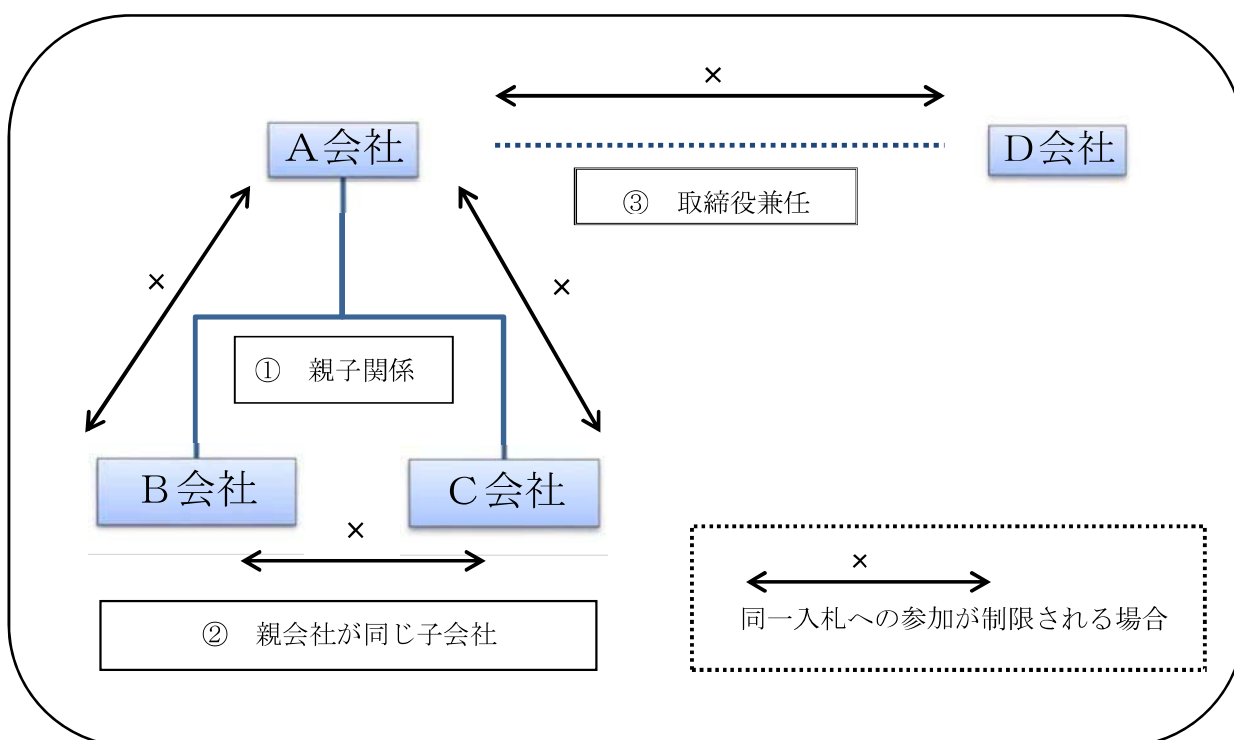 ×
A会社
D会社
③ 取締役兼任
×
×
① 親子関係
B会社
C会社
×
② 親会社が同じ子会社
×
同一入札への参加が制限される場合